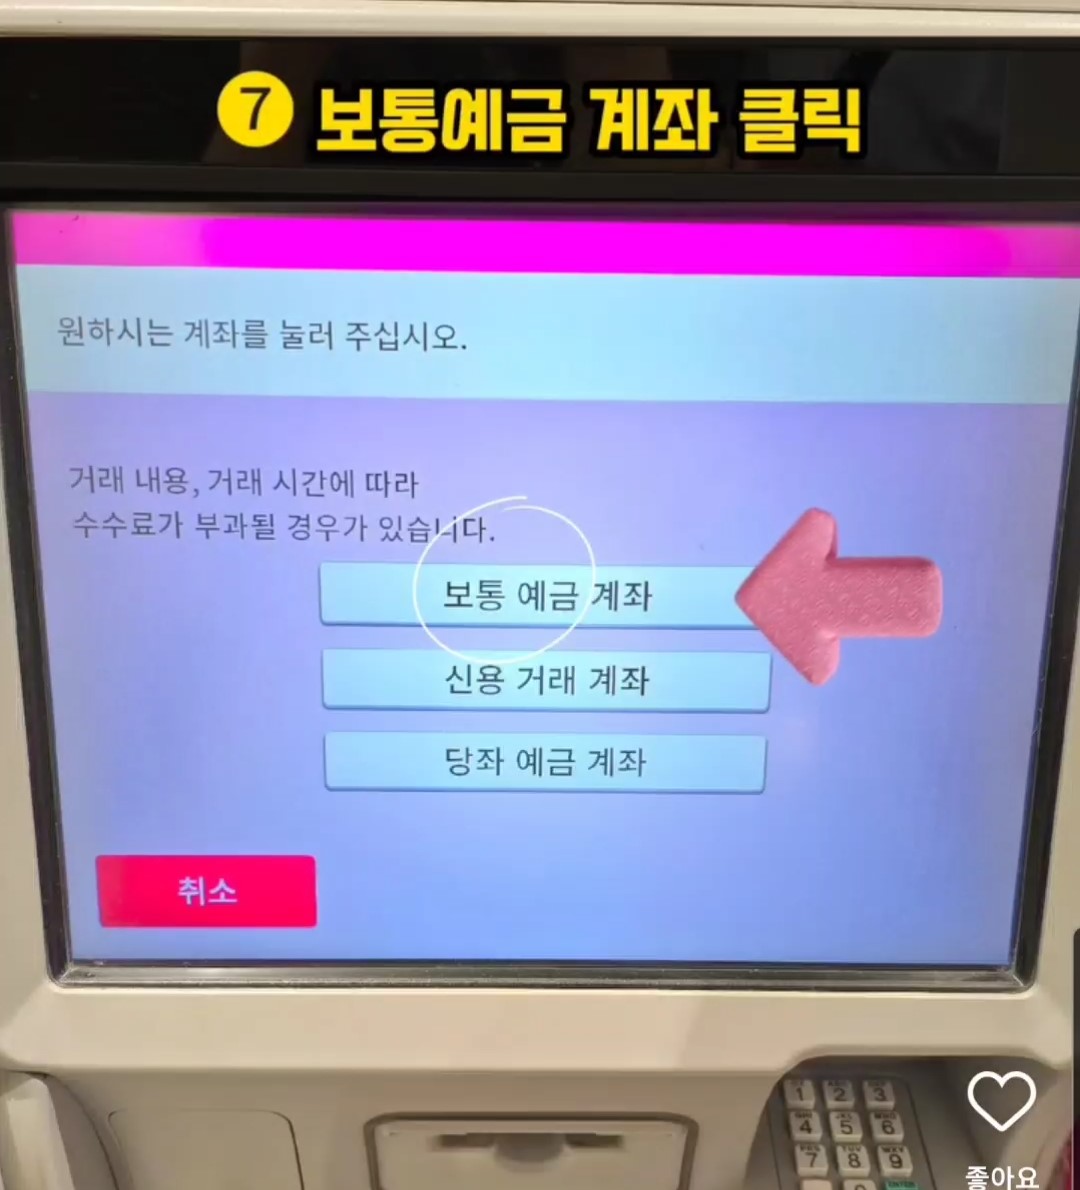 7 보통예금 계좌 클릭
원하시는 계좌를 눌러 주십시오.
거래 내용, 거래 시간에 따라
수수료가 부과될 경우가 있습니다.
보통 예금 계좌
신용 거래 계좌
당좌 예금 계좌
취소
1 2 3
4 5 6
7 8 9
좋아요